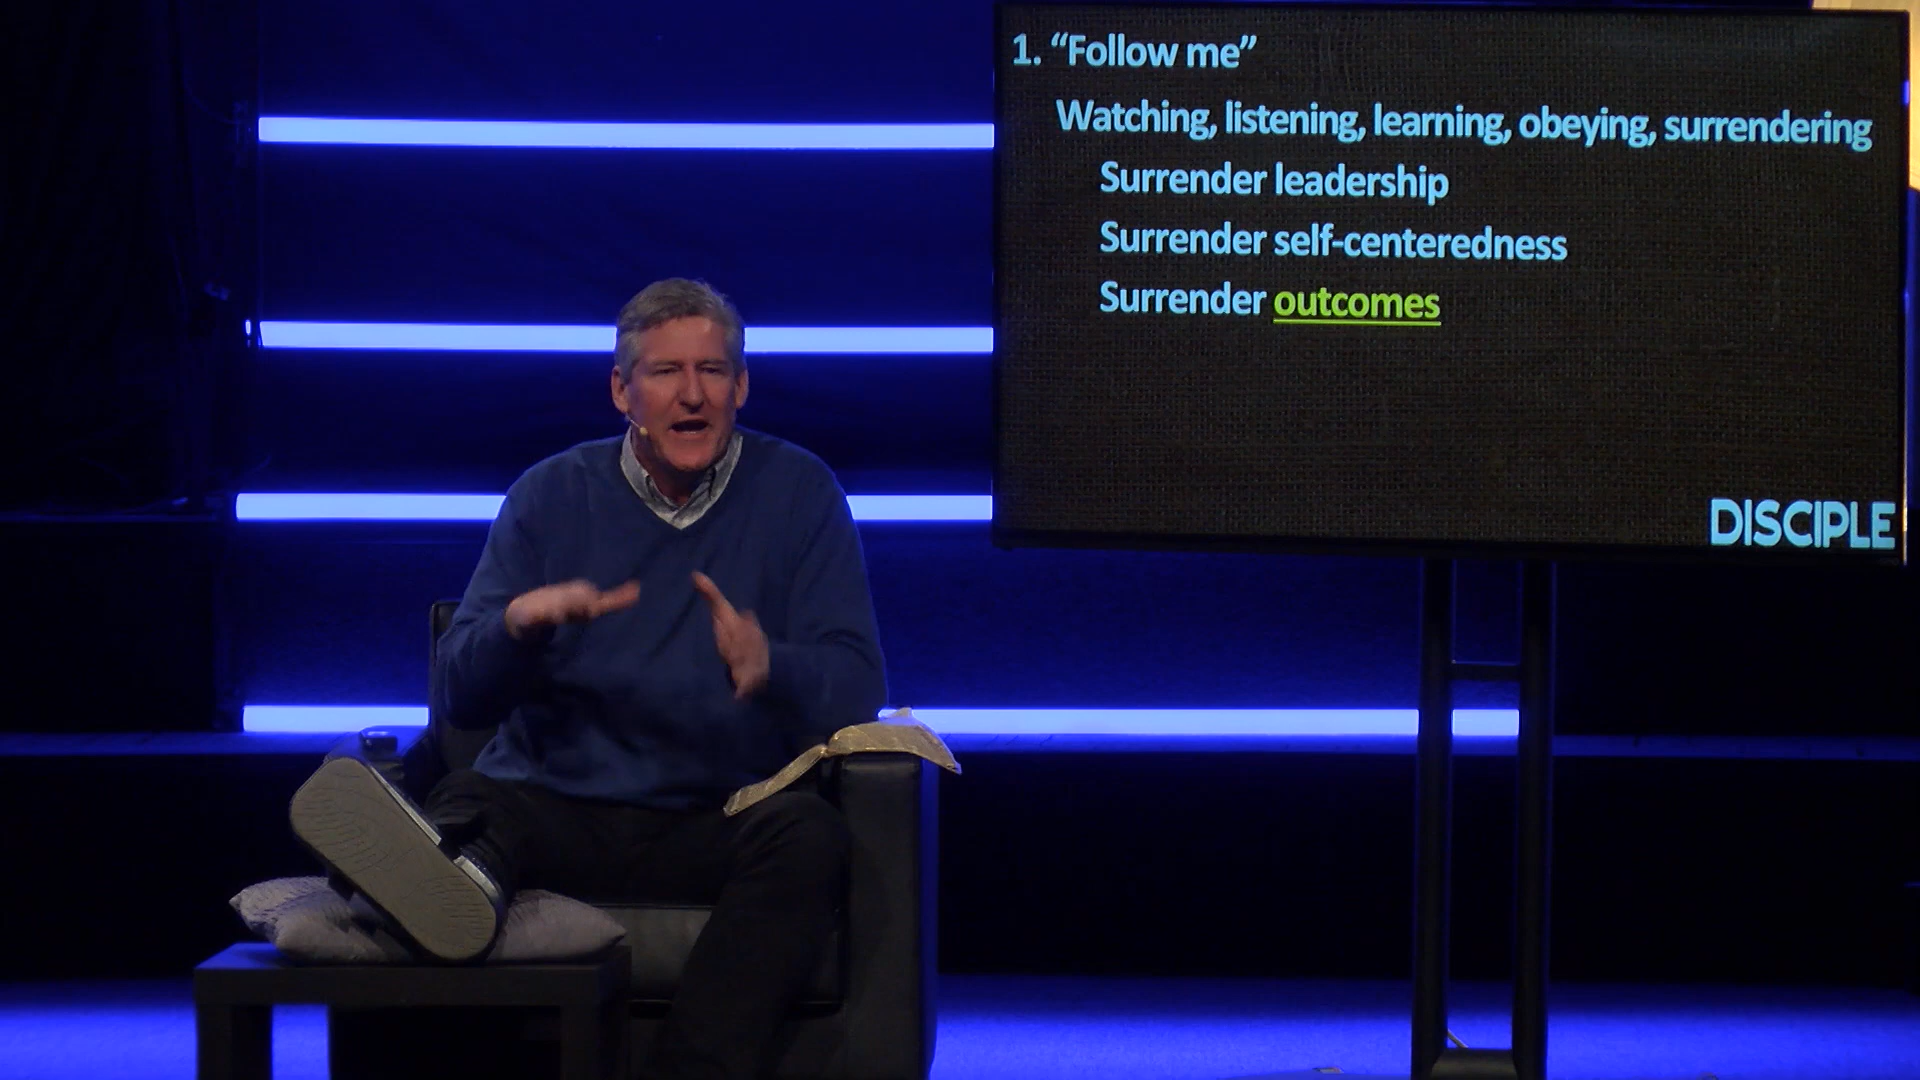 1. “Follow me”
Watching, listening, learning, obeying, surrendering
Surrender leadership
Surrender self-centeredness
Surrender outcomes
DISCIPLE